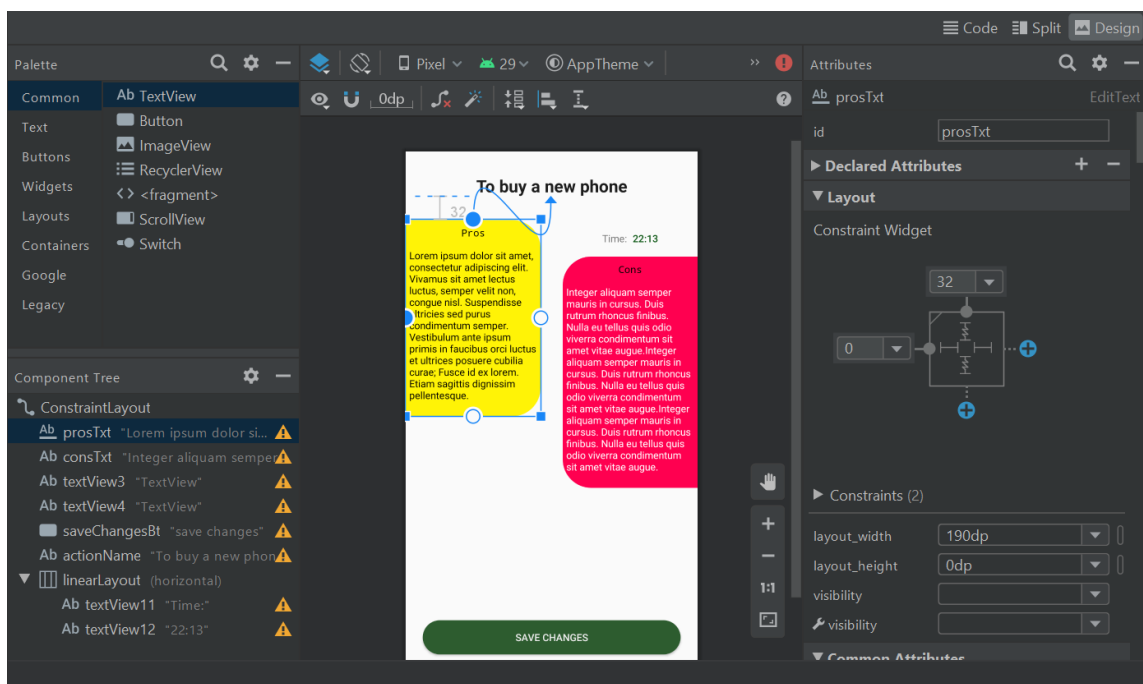 Code Split Design
Palette
Pixel 29 AppTheme >>
Attributes
Common
Text
Buttons
Widgets
Layouts
Containers
Google
Legacy
Ab TextView
Button
ImageView
RecyclerView
<> <fragment>
ScrollView
Switch
0dp
Component Tree
ConstraintLayout
Ab prosTxt "Lorem ipsum dolor si...
Ab consTxt "Integer aliquam semper
Ab textView3 "TextView"
Ab textView4 "TextView"
saveChangesBt "save changes"
Ab actionName "To buy a new phon
linearLayout (horizontal)
Ab textView11 "Time:"
Ab textView12 "22:13"
To buy a new phone
32
Pros
Lorem ipsum dolor sit amet,
consectetur adipiscing elit.
Vivamus sit amet lectus
luctus, semper velit non,
congue nisl. Suspendisse
ultricies sed purus
condimentum semper.
Vestibulum ante ipsum
primis in faucibus orci luctus
et ultrices posuere cubilia
curae; Fusce id ex lorem.
Etiam sagittis dignissim
pellentesque.
Time: 22:13
Cons
Integer aliquam semper
mauris in cursus. Duis
rutrum rhoncus finibus.
Nulla eu tellus quis odio
viverra condimentum sit
amet vitae augue.Integer
aliquam semper mauris in
cursus. Duis rutrum rhoncus
finibus. Nulla eu tellus quis
odio viverra condimentum
sit amet vitae augue.Integer
aliquam semper mauris in
cursus. Duis rutrum rhoncus
finibus. Nulla eu tellus quis
odio viverra condimentum
sit amet vitae augue.
SAVE CHANGES
1:1
Ab prosTxt EditText
id prosTxt
Declared Attributes
Layout
Constraint Widget
32
0
Constraints (2)
layout_width 190dp
layout_height 0dp
visibility
visibility
Common Attributes